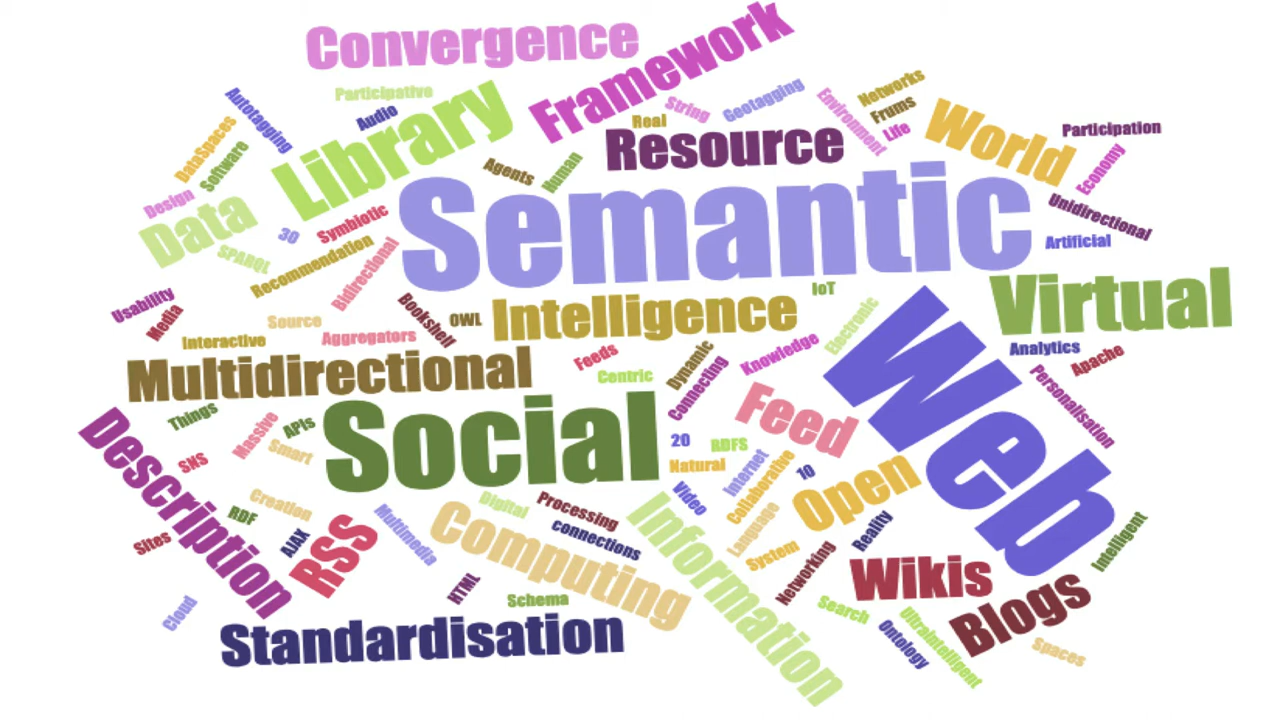 Convergence
Framework
Participative
Library
Audio
Autotagging
DataSpaces
Software
Design
Data
String
Real
Geotagging
Environment
Networks
Frums
Life
World
Participation
Economy
Resource
Agents
Human
Semantic
Unidirectional
Artificial
Symbiotic
30
SPARQL
Recommendation
Bidirectional
Usability
Media
Bookshelf
OWL
Intelligence
IoT
Electronic
Virtual
Source
Interactive
Aggregators
Feeds
Centric
Dynamic
Connecting
Knowledge
Analytics
Apache
Personalisation
Multidirectional
Web
Things
Massive
APIs
Smart
SNS
Social
Description
20
RDFS
Natural
Internet
Feed
Collaborative
10
Open
Video
Creation
RDF
AJAX
Sites
RSS
Multimedia
Digital
Processing
connections
Computing
Information
Language
System
Networking
Reality
Intelligent
Wikis
Blogs
HTML
Schema
Cloud
Standardisation
Search
Ontology
Ultraintelligent
Spaces